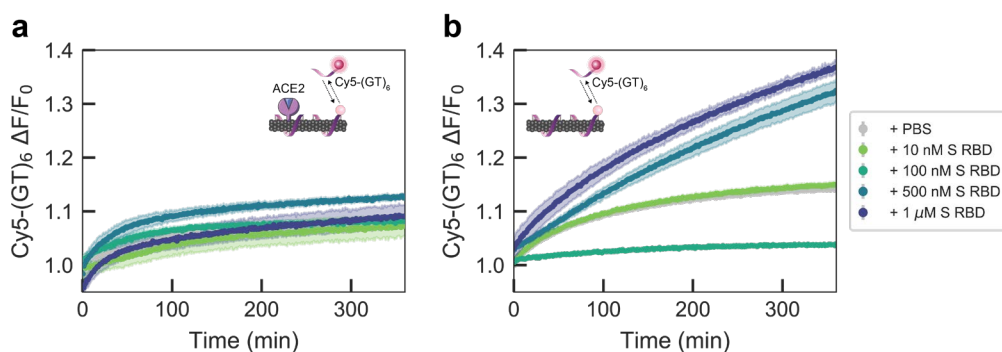 a
Cy5-(GT)6 ΔF/F0
1.4
1.3
1.2
1.1
1.0
0
100
200
300
Time (min)
ACE2
Cy5-(GT)6
b
Cy5-(GT)6 ΔF/F0
1.4
1.3
1.2
1.1
1.0
0
100
200
300
Time (min)
Cy5-(GT)6
+ PBS
+ 10 nM S RBD
+ 100 nM S RBD
+ 500 nM S RBD
+ 1 μM S RBD